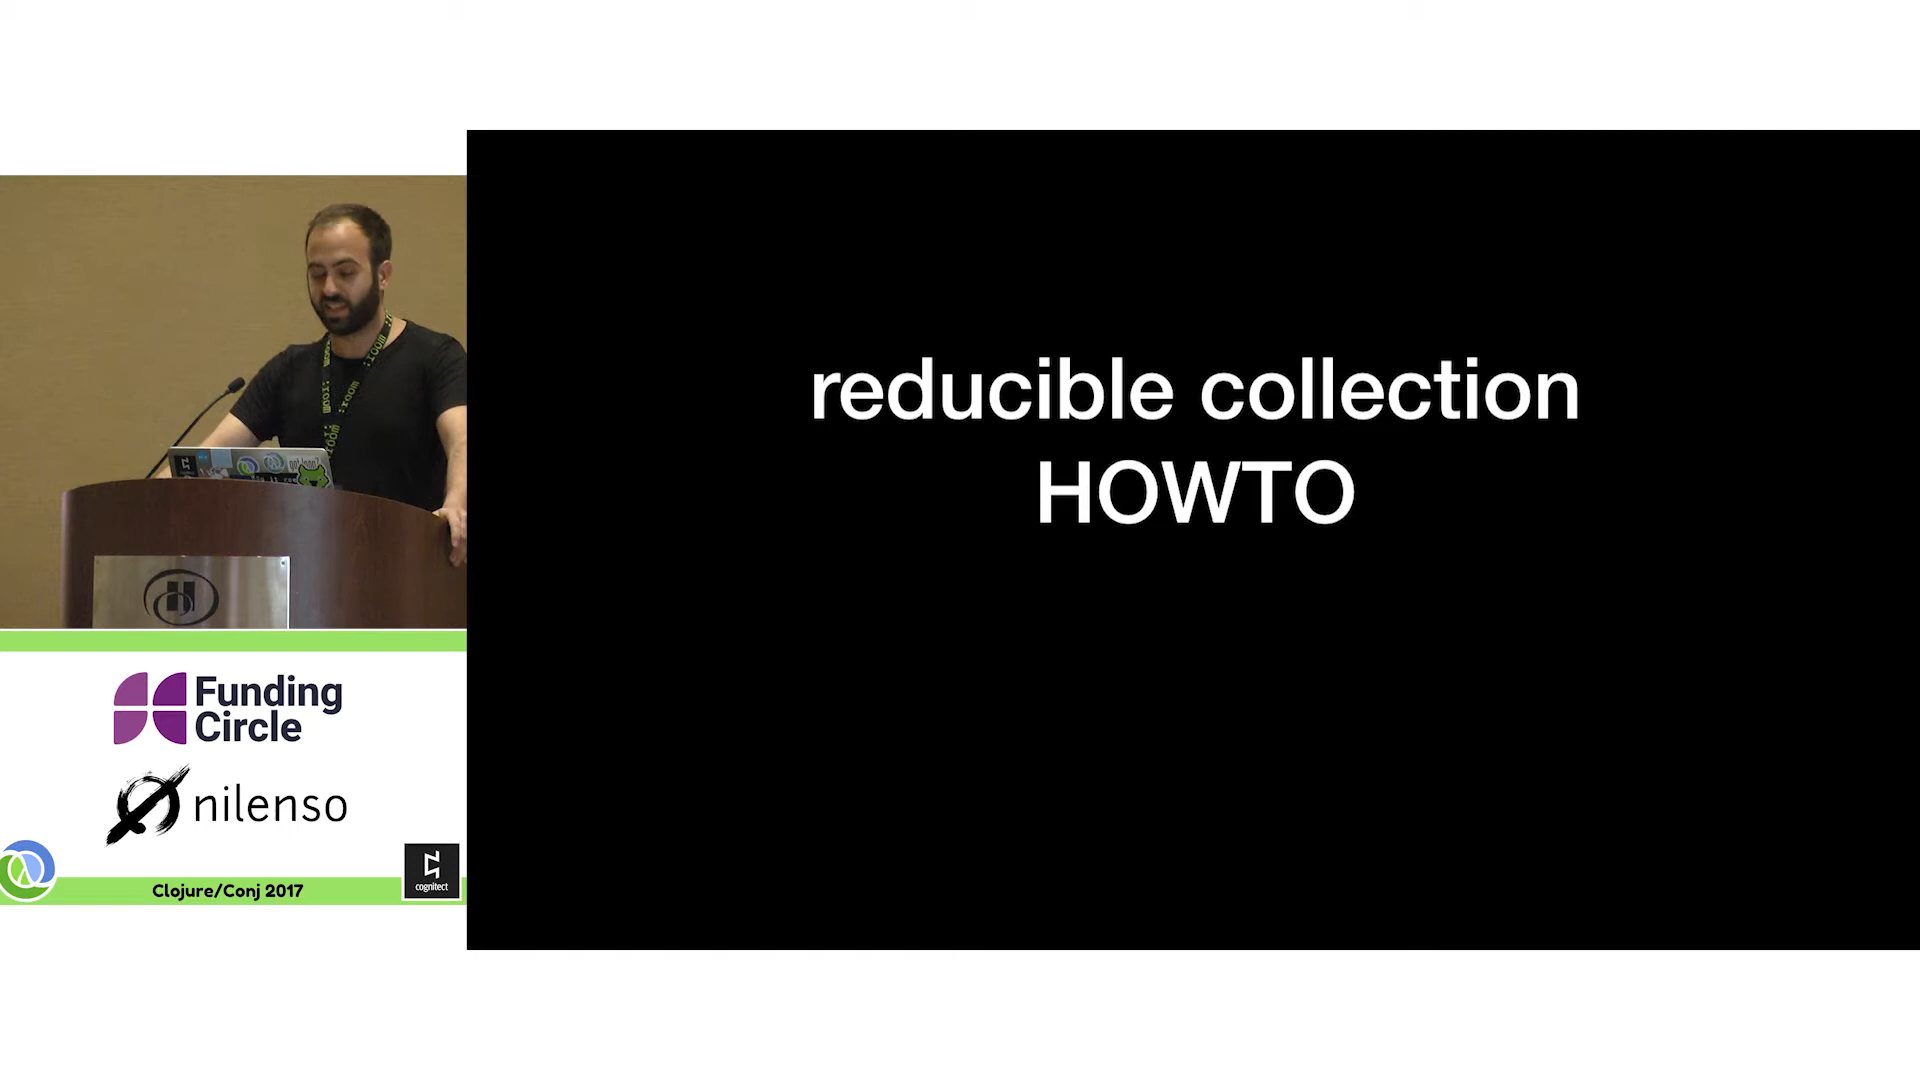 reducible collection
HOWTO
Funding
Circle
nilenso
cognitect
Clojure/Conj 2017